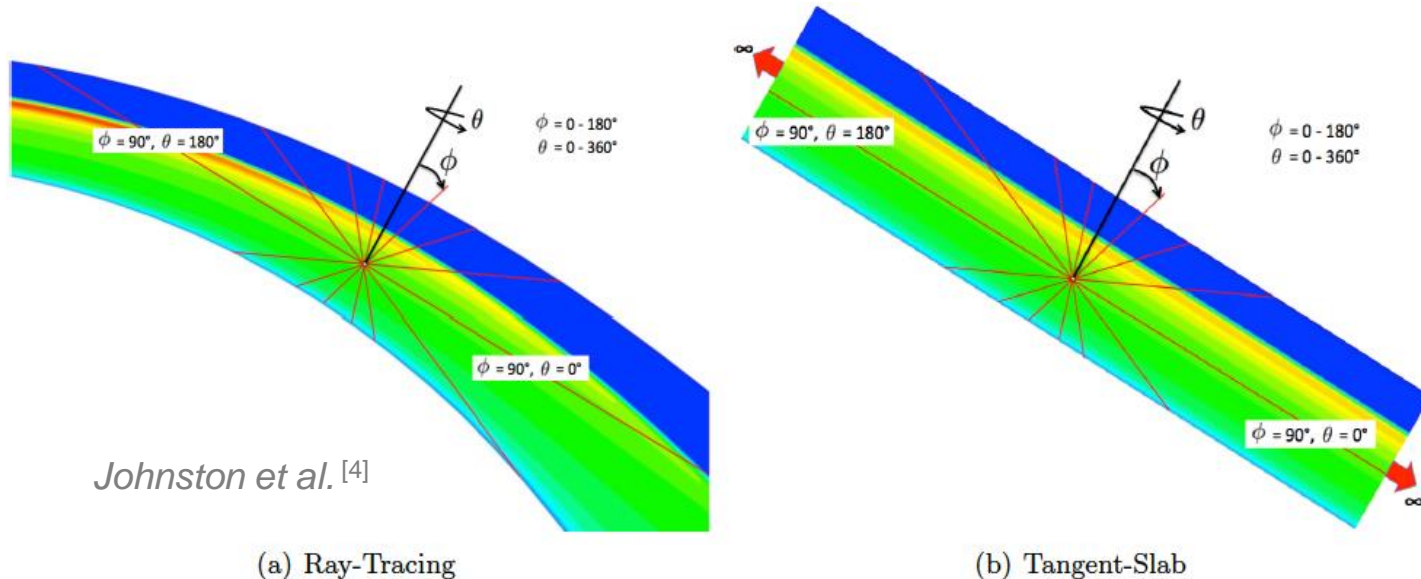 θ
ϕ
ϕ = 0 - 180°
θ = 0 - 360°
ϕ = 90°, θ = 180°
ϕ = 90°, θ = 0°
Johnston et al. [4]
(a) Ray-Tracing
∞
θ
ϕ
ϕ = 0 - 180°
θ = 0 - 360°
ϕ = 90°, θ = 180°
ϕ = 90°, θ = 0°
∞
(b) Tangent-Slab